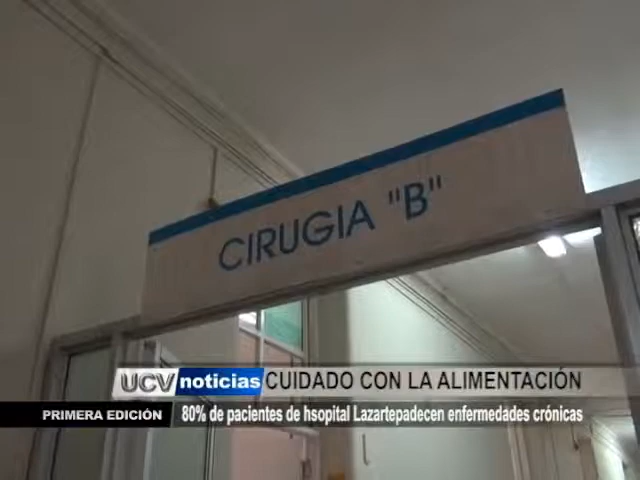 CIRUGIA "B"
UCV noticias CUIDADO CON LA ALIMENTACIÓN
PRIMERA EDICIÓN 80% de pacientes de hsopital Lazartepadecen enfermedades crónicas